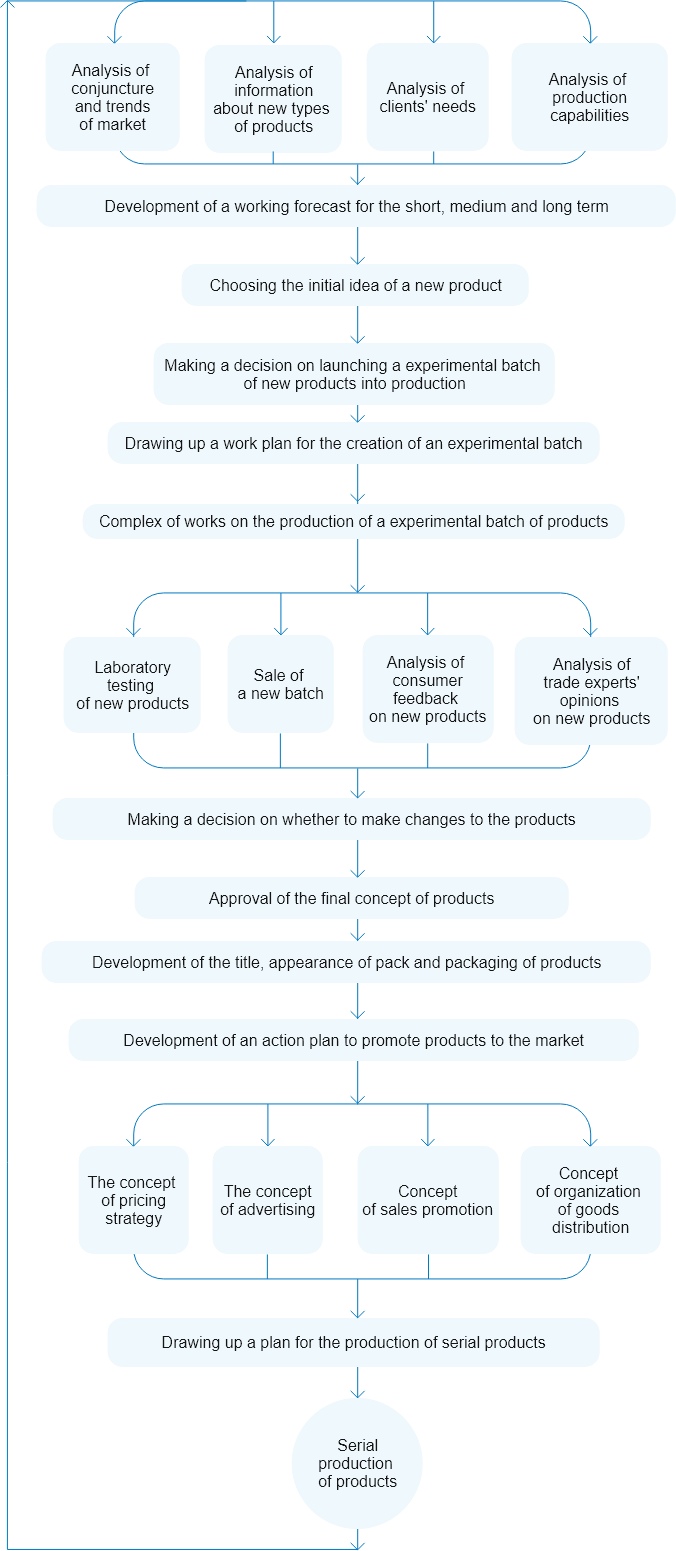 Analysis of
conjuncture
and trends
of market
Analysis of
information
about new types
of products
Analysis of
clients' needs
Analysis of
production
capabilities
Development of a working forecast for the short, medium and long term
Choosing the initial idea of a new product
Making a decision on launching a experimental batch
of new products into production
Drawing up a work plan for the creation of an experimental batch
Complex of works on the production of a experimental batch of products
Laboratory
testing
of new products
Sale of
a new batch
Analysis of
consumer
feedback
on new products
Analysis of
trade experts'
opinions
on new products
Making a decision on whether to make changes to the products
Approval of the final concept of products
Development of the title, appearance of pack and packaging of products
Development of an action plan to promote products to the market
The concept
of pricing
strategy
The concept
of advertising
Concept
of sales promotion
Concept
of organization
of goods
distribution
Drawing up a plan for the production of serial products
Serial
production
of products